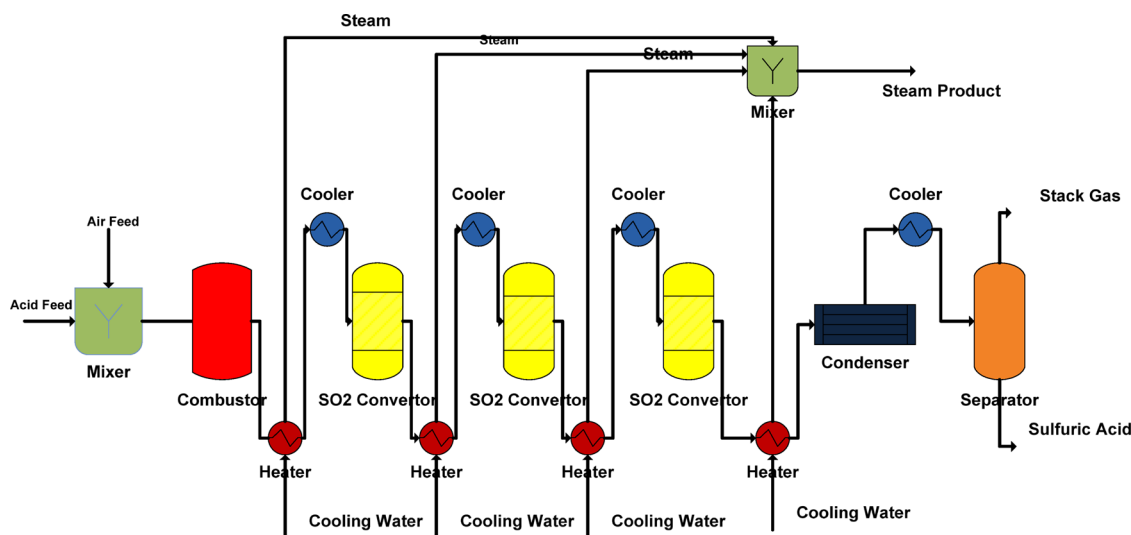 Steam
Steam
Steam
Steam Product
Mixer
Cooler
Cooler
Cooler
Cooler
Stack Gas
Air Feed
Acid Feed
Mixer
Combustor
SO2 Convertor
SO2 Convertor
SO2 Convertor
Condenser
Separator
Sulfuric Acid
Heater
Heater
Heater
Heater
Cooling Water
Cooling Water
Cooling Water
Cooling Water